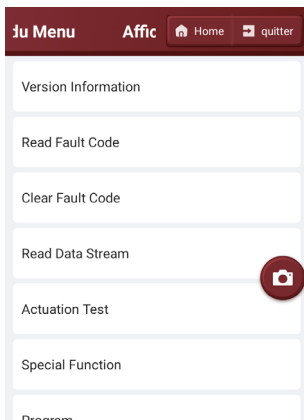 du Menu Affic Home quitter
Version Information
Read Fault Code
Clear Fault Code
Read Data Stream
Actuation Test
Special Function
Program